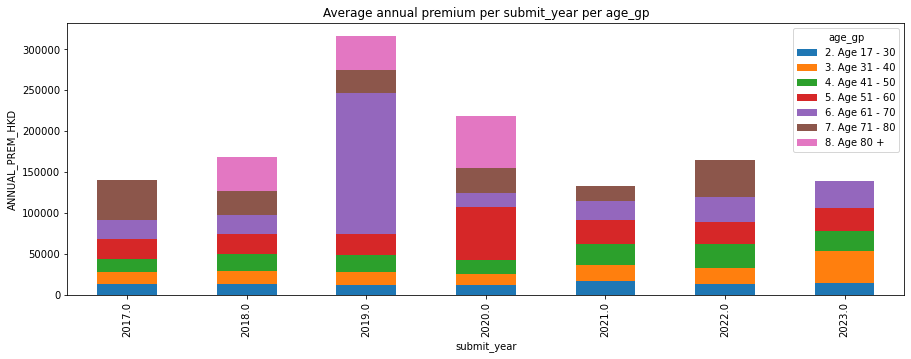 Average annual premium per submit_year per age_gp
ANNUAL_PREM_HKD
300000
250000
200000
150000
100000
50000
0
age_gp
2. Age 17 - 30
3. Age 31 - 40
4. Age 41 - 50
5. Age 51 - 60
6. Age 61 - 70
7. Age 71 - 80
8. Age 80 +
2017.0
2018.0
2019.0
2020.0
2021.0
2022.0
2023.0
submit_year